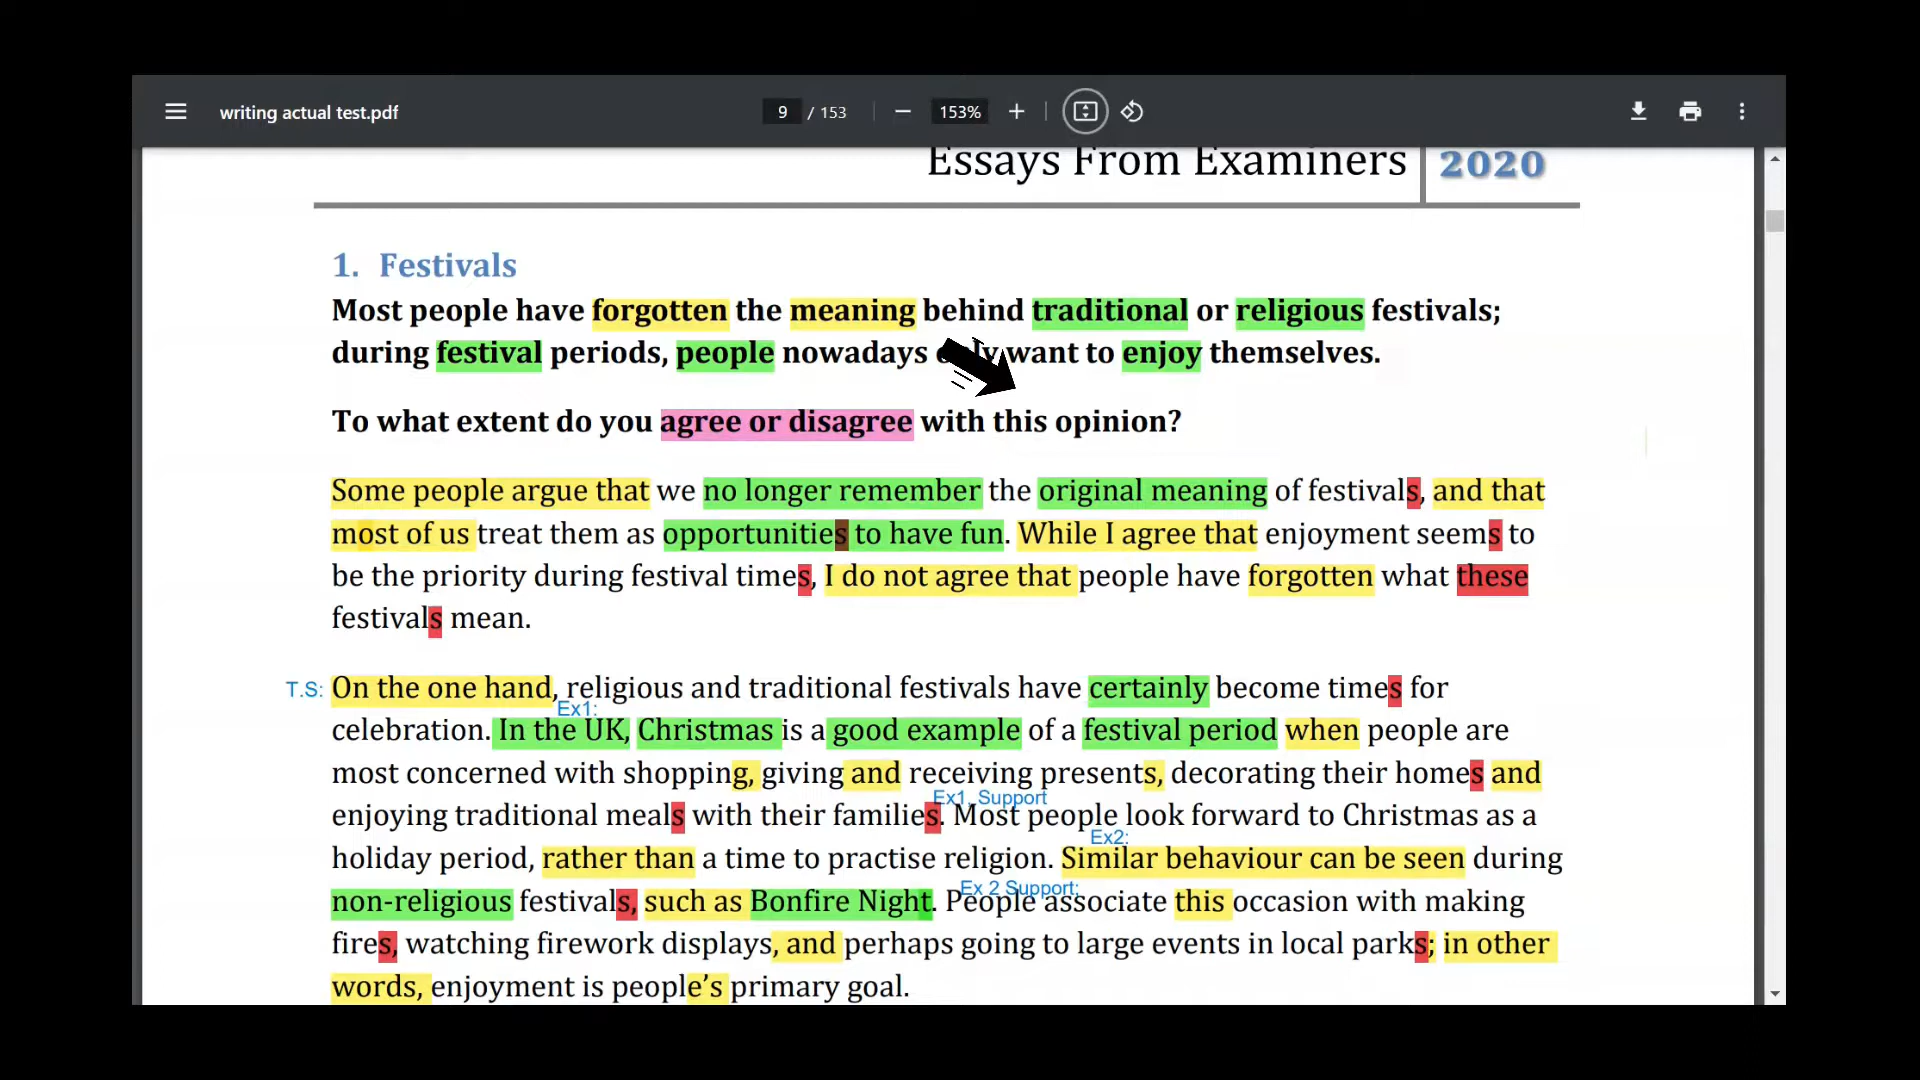 writing actual test.pdf
9 / 153
153%
Essays From Examiners 2020
1. Festivals
Most people have forgotten the meaning behind traditional or religious festivals;
during festival periods, people nowadays want to enjoy themselves.
To what extent do you agree or disagree with this opinion?
Some people argue that we no longer remember the original meaning of festivals, and that
most of us treat them as opportunities to have fun. While I agree that enjoyment seems to
be the priority during festival times, I do not agree that people have forgotten what these
festivals mean.
T.S: On the one hand, religious and traditional festivals have certainly become times for
Ex1:
celebration. In the UK, Christmas is a good example of a festival period when people are
most concerned with shopping, giving and receiving presents, decorating their homes and
Ex1, Support
enjoying traditional meals with their families. Most people look forward to Christmas as a
Ex2:
holiday period, rather than a time to practise religion. Similar behaviour can be seen during
Ex 2 Support:
non-religious festivals, such as Bonfire Night. People associate this occasion with making
fires, watching firework displays, and perhaps going to large events in local parks; in other
words, enjoyment is people’s primary goal.